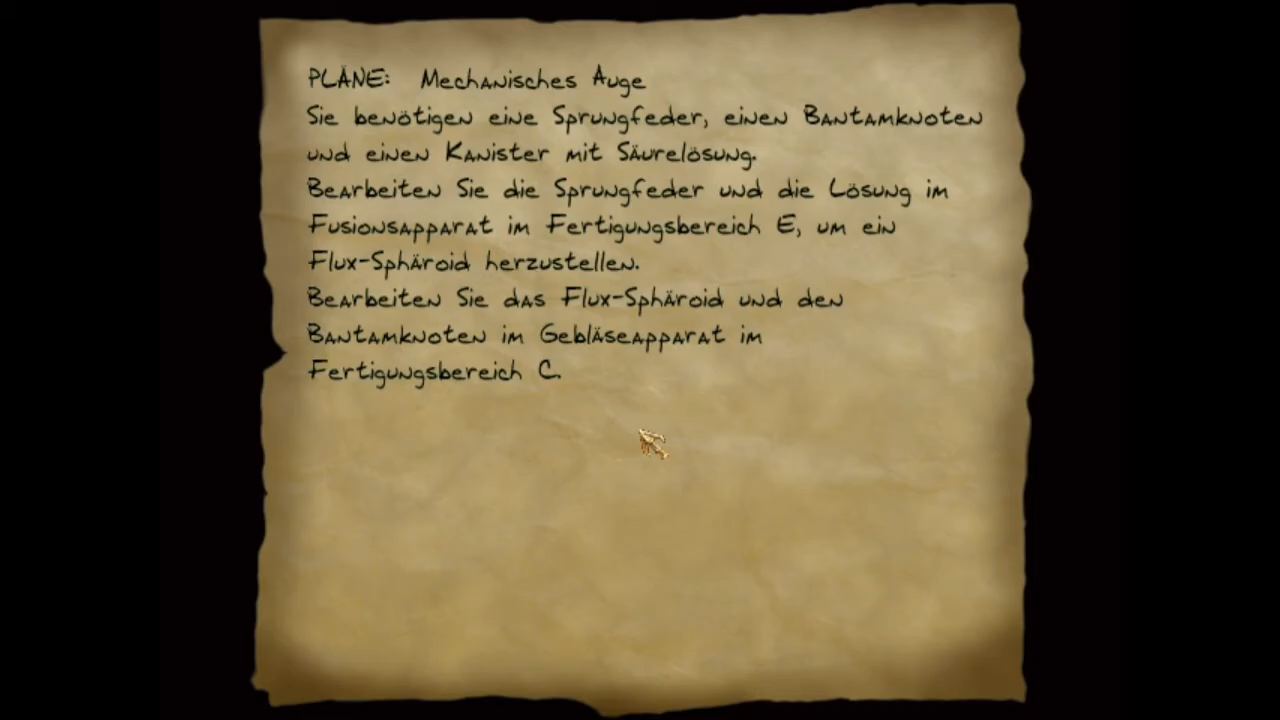 PLÄNE: Mechanisches Auge
Sie benötigen eine Sprungfeder, einen Bantamknoten
und einen Kanister mit Säurelösung.
Bearbeiten Sie die Sprungfeder und die Lösung im
Fusionsapparat im Fertigungsbereich E, um ein
Flux-Sphäroid herzustellen.
Bearbeiten Sie das Flux-Sphäroid und den
Bantamknoten im Gebläseapparat im
Fertigungsbereich C.